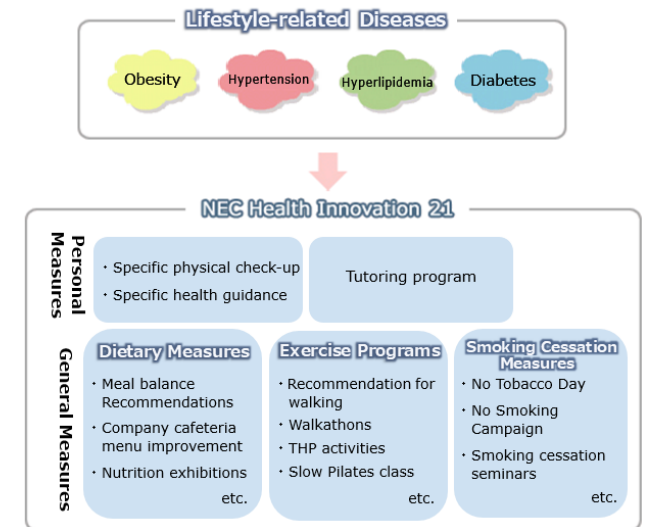 Lifestyle-related Diseases
Obesity
Hypertension
Hyperlipidemia
Diabetes
NEC Health Innovation 21
Personal
Measures
・Specific physical check-up
・Specific health guidance
Tutoring program
General Measures
Dietary Measures
・Meal balance
Recommendations
・Company cafeteria
menu improvement
・Nutrition exhibitions
etc.
Exercise Programs
・Recommendation for
walking
・Walkathons
・THP activities
・Slow Pilates class
etc.
Smoking Cessation
Measures
・No Tobacco Day
・No Smoking
Campaign
・Smoking cessation
seminars
etc.